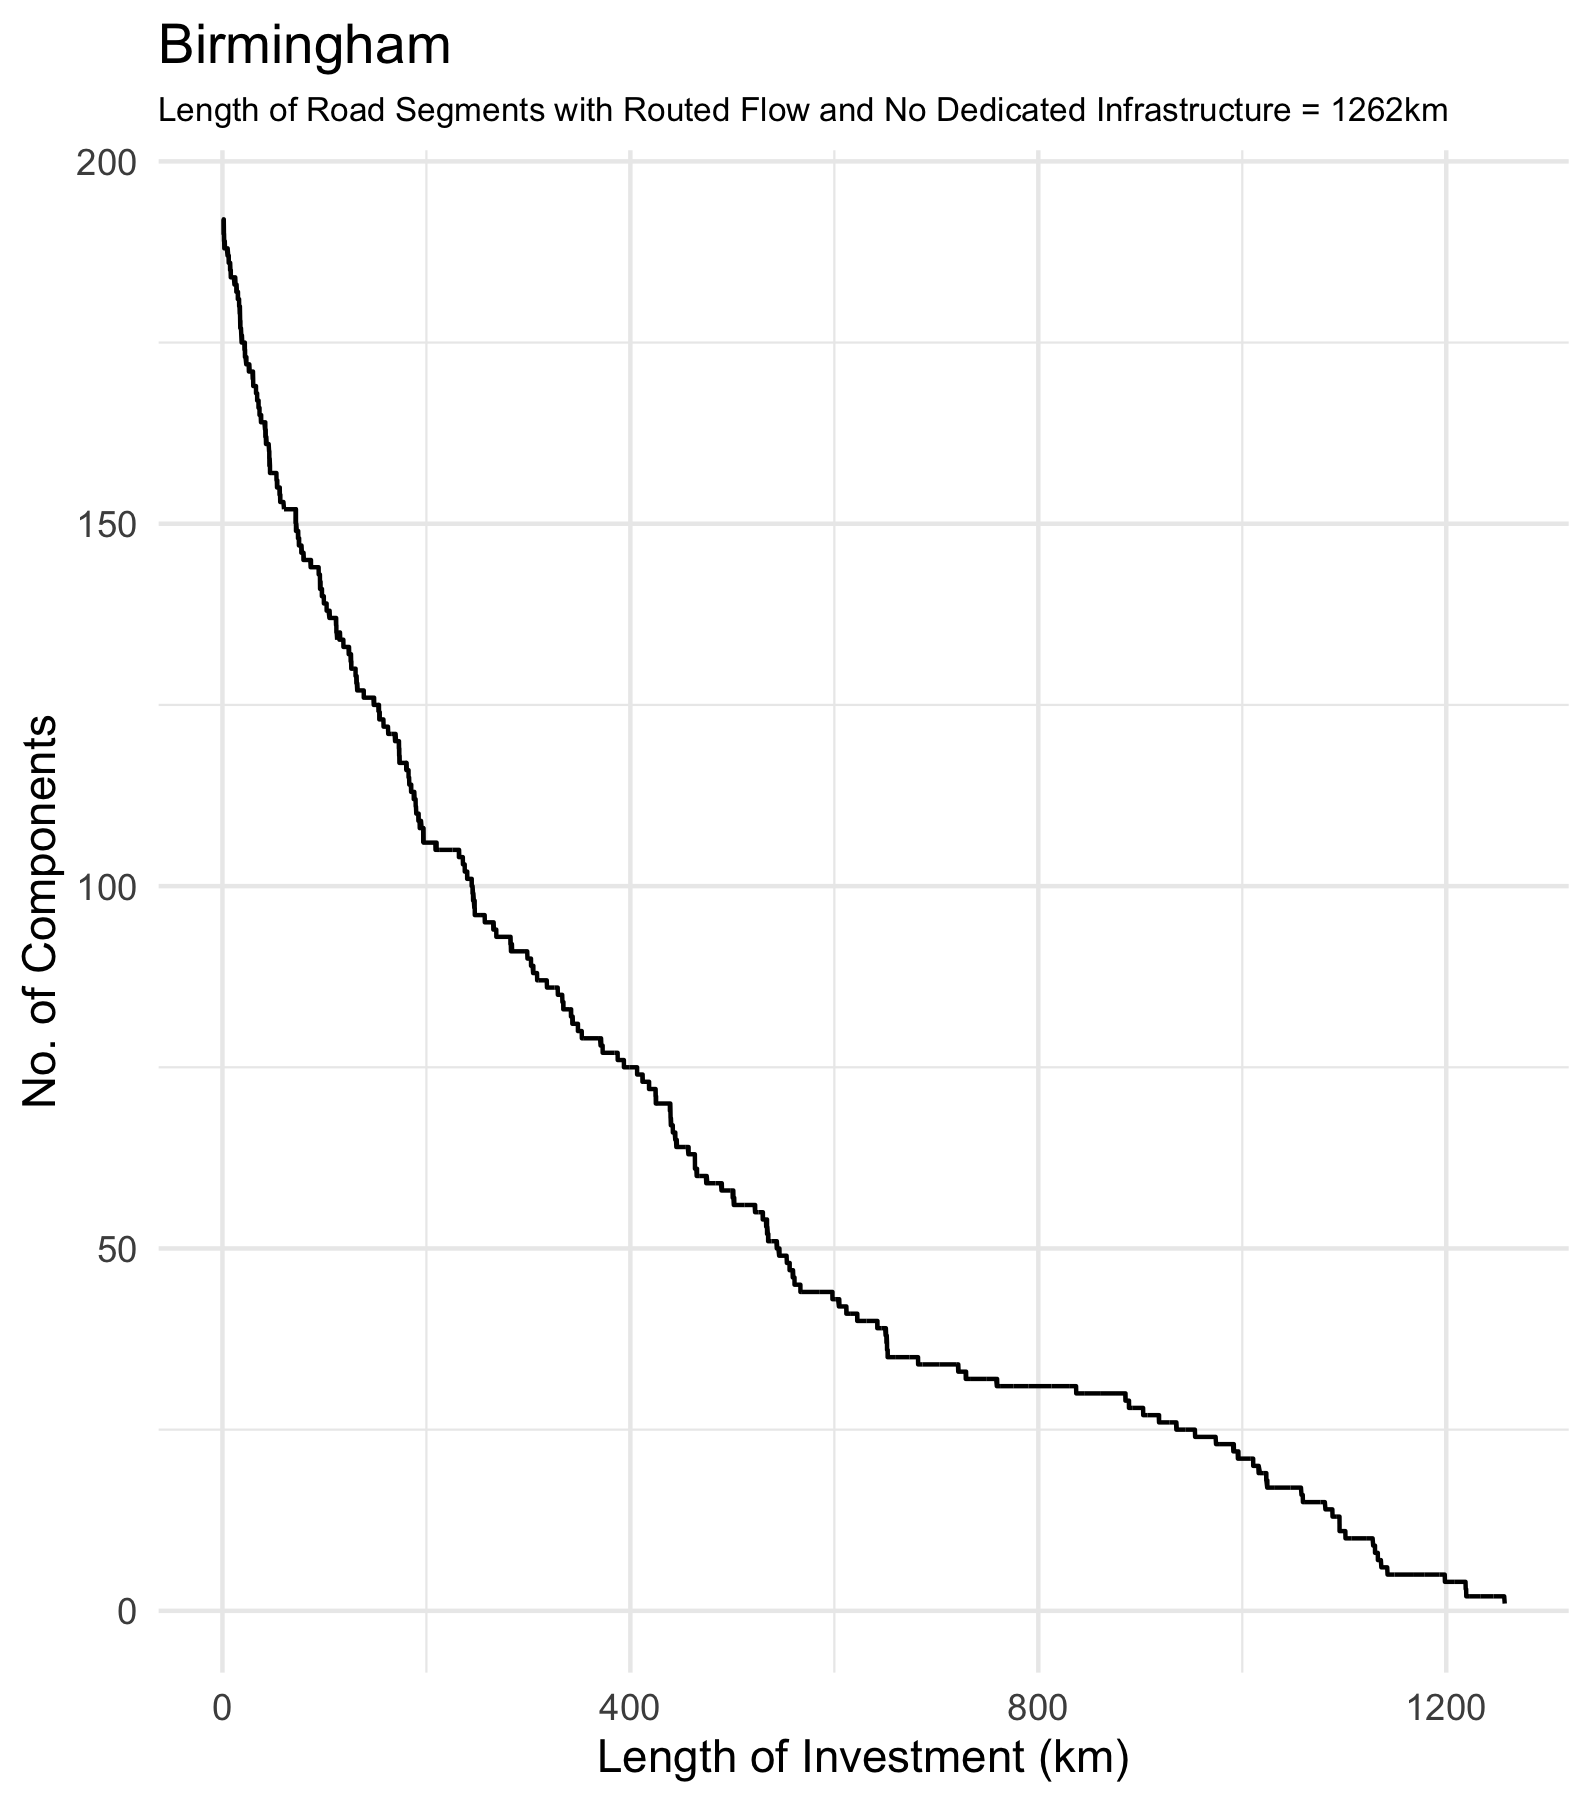 Birmingham
Length of Road Segments with Routed Flow and No Dedicated Infrastructure = 1262km
200
150
100
50
0
No. of Components
0 400 800 1200
Length of Investment (km)